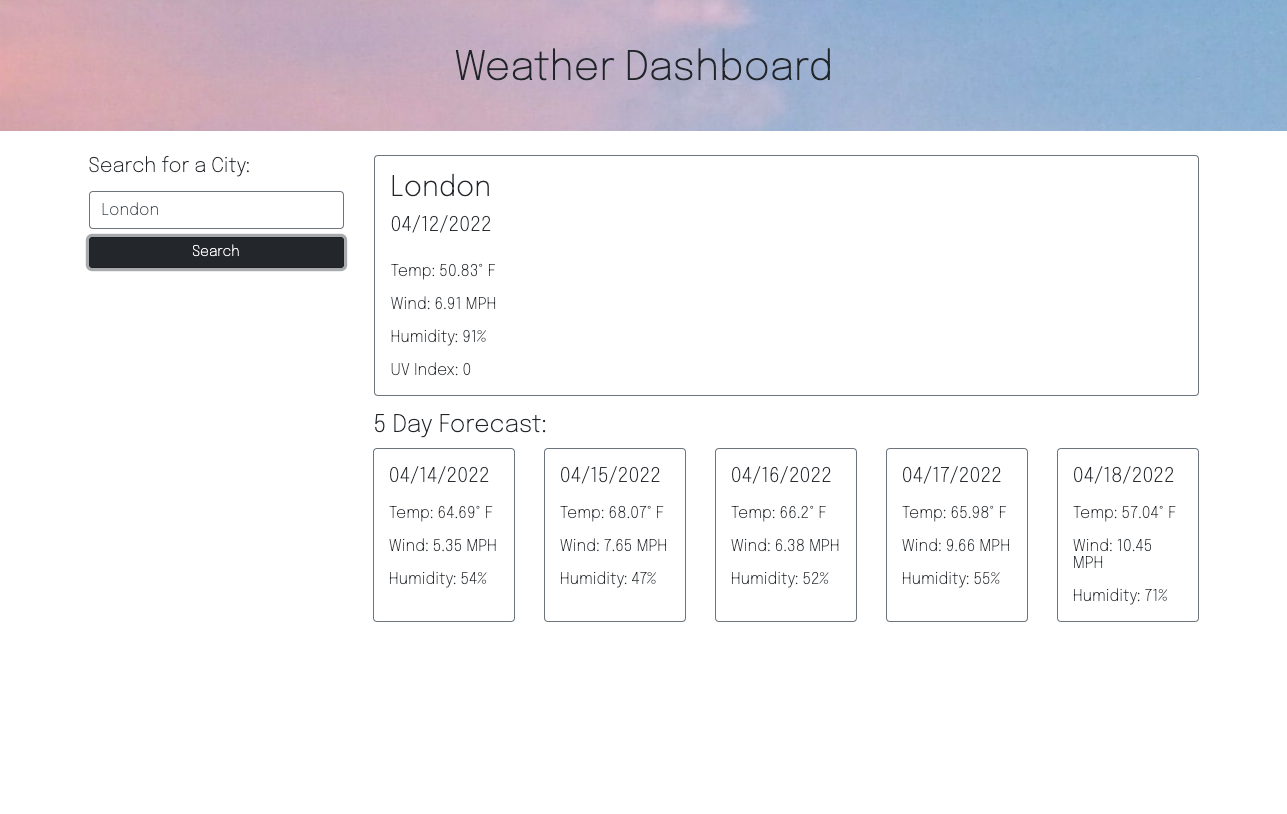 Weather Dashboard
Search for a City:
London
Search
London
04/12/2022
Temp: 50.83° F
Wind: 6.91 MPH
Humidity: 91%
UV Index: 0
5 Day Forecast:
04/14/2022
Temp: 64.69° F
Wind: 5.35 MPH
Humidity: 54%
04/15/2022
Temp: 68.07° F
Wind: 7.65 MPH
Humidity: 47%
04/16/2022
Temp: 66.2° F
Wind: 6.38 MPH
Humidity: 52%
04/17/2022
Temp: 65.98° F
Wind: 9.66 MPH
Humidity: 55%
04/18/2022
Temp: 57.04° F
Wind: 10.45
MPH
Humidity: 71%